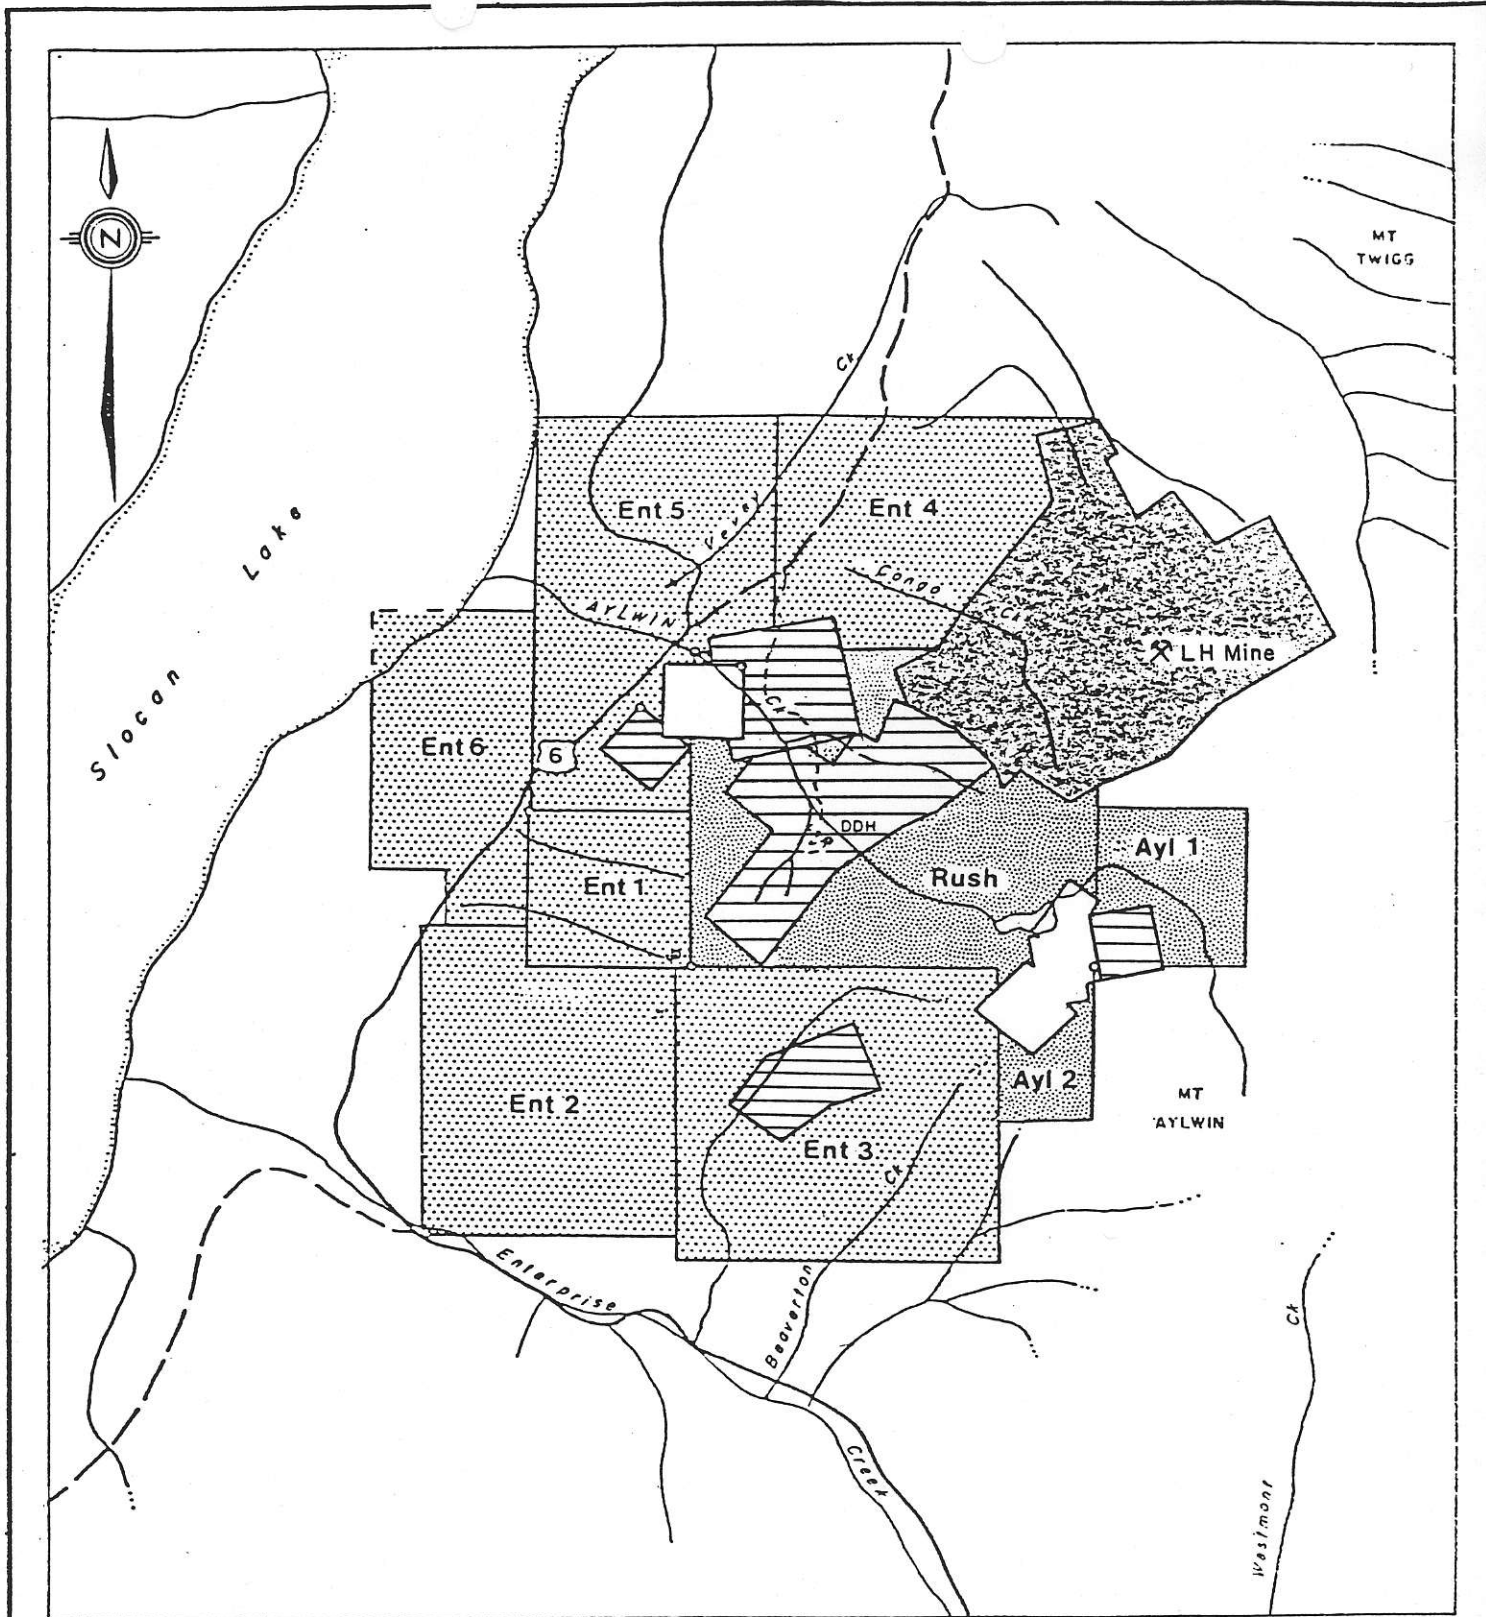 N
MT
TWIGG
Ck
Ent 5
Ent 4
Vevey
Congo
Ck
AYLWIN
Slocan Lake
LH Mine
Ent 6
6
Ck
DDH
Ayl 1
Rush
Ent 1
Ent 2
Ayl 2
MT
AYLWIN
Ent 3
Ck
Enterprise
Beaverton
Ck
Creek
Westmont